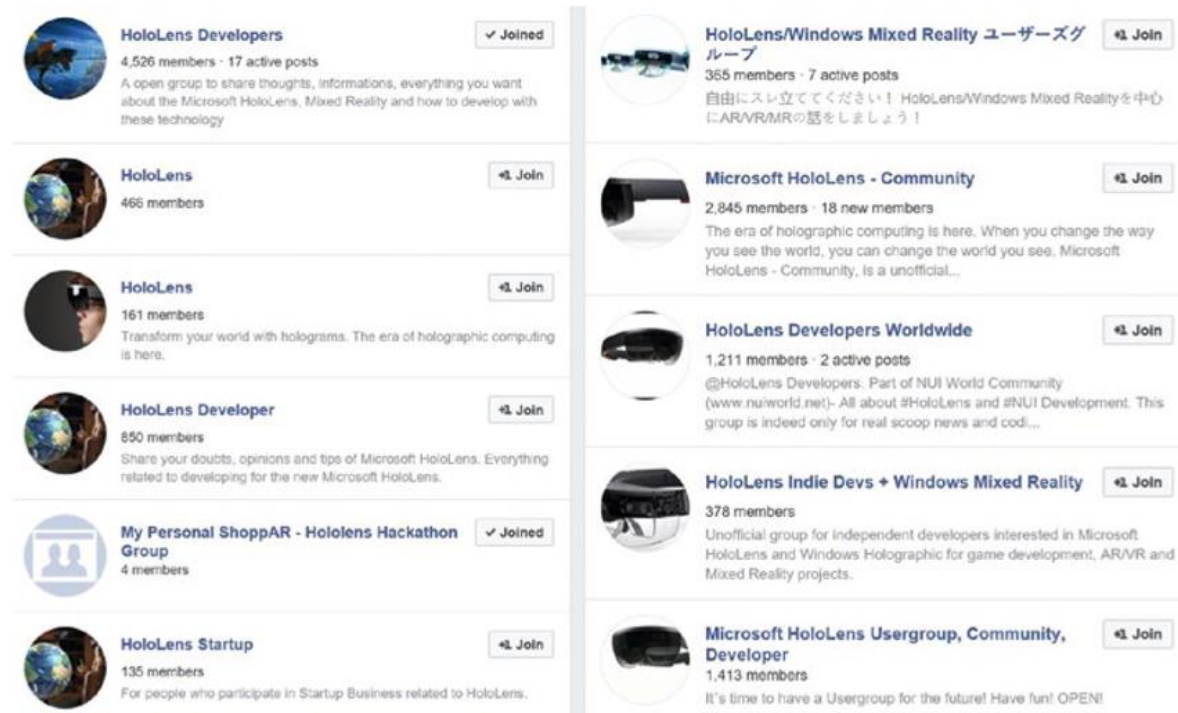 HoloLens Developers
✓ Joined
4,526 members · 17 active posts
A open group to share thoughts, informations, everything you want
about the Microsoft HoloLens, Mixed Reality and how to develop with
these technology
HoloLens
+1 Join
466 members
HoloLens
+1 Join
161 members
Transform your world with holograms. The era of holographic computing
is here.
HoloLens Developer
+1 Join
850 members
Share your doubts, opinions and tips of Microsoft HoloLens. Everything
related to developing for the new Microsoft HoloLens.
My Personal ShoppAR - Hololens Hackathon
Group
✓ Joined
4 members
HoloLens Startup
+1 Join
135 members
For people who participate in Startup Business related to HoloLens.
HoloLens/Windows Mixed Reality ユーザーズグ
ループ
+1 Join
365 members · 7 active posts
自由にスレ立ててください！ HoloLens/Windows Mixed Realityを中心
にAR/VR/MRの話をしましょう！
Microsoft HoloLens - Community
+1 Join
2,845 members · 18 new members
The era of holographic computing is here. When you change the way
you see the world, you can change the world you see. Microsoft
HoloLens - Community, is a unofficial...
HoloLens Developers Worldwide
+1 Join
1,211 members · 2 active posts
@HoloLens Developers. Part of NUI World Community
(www.nuiworld.net)- All about #HoloLens and #NUI Development. This
group is indeed only for real scoop news and codi...
HoloLens Indie Devs + Windows Mixed Reality
+1 Join
378 members
Unofficial group for independent developers interested in Microsoft
HoloLens and Windows Holographic for game development, AR/VR and
Mixed Reality projects.
Microsoft HoloLens Usergroup, Community,
Developer
+1 Join
1,413 members
It's time to have a Usergroup for the future! Have fun! OPEN!